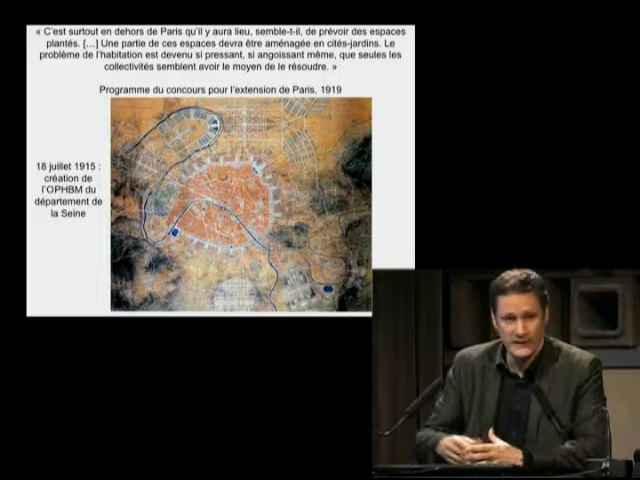 « C'est surtout en dehors de Paris qu'il y aura lieu, semble-t-il, de prévoir des espaces
plantés. […] Une partie de ces espaces devra être aménagée en cités-jardins. Le
problème de l'habitation est devenu si pressant, si angoissant même, que seules les
collectivités semblent avoir le moyen de le résoudre. »
Programme du concours pour l'extension de Paris, 1919
18 juillet 1915 :
création de
l'OPHBM du
département de
la Seine